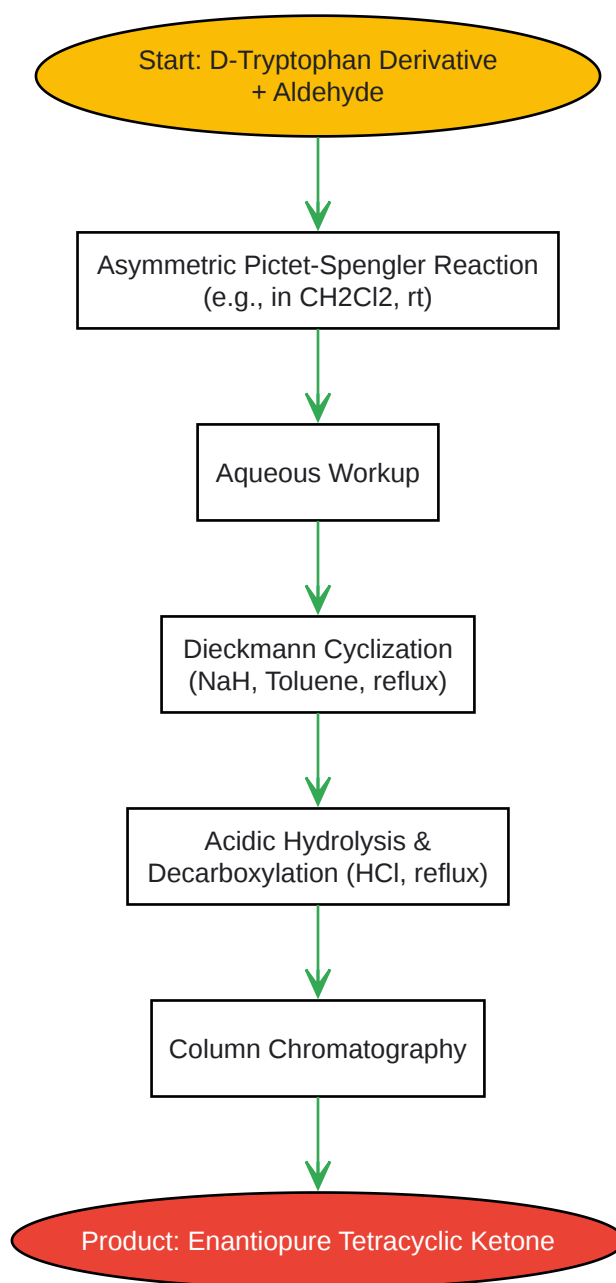 Start: D-Tryptophan Derivative
+ Aldehyde
Asymmetric Pictet-Spengler Reaction
(e.g., in CH2Cl2, rt)
Aqueous Workup
Dieckmann Cyclization
(NaH, Toluene, reflux)
Acidic Hydrolysis &
Decarboxylation (HCl, reflux)
Column Chromatography
Product: Enantiopure Tetracyclic Ketone